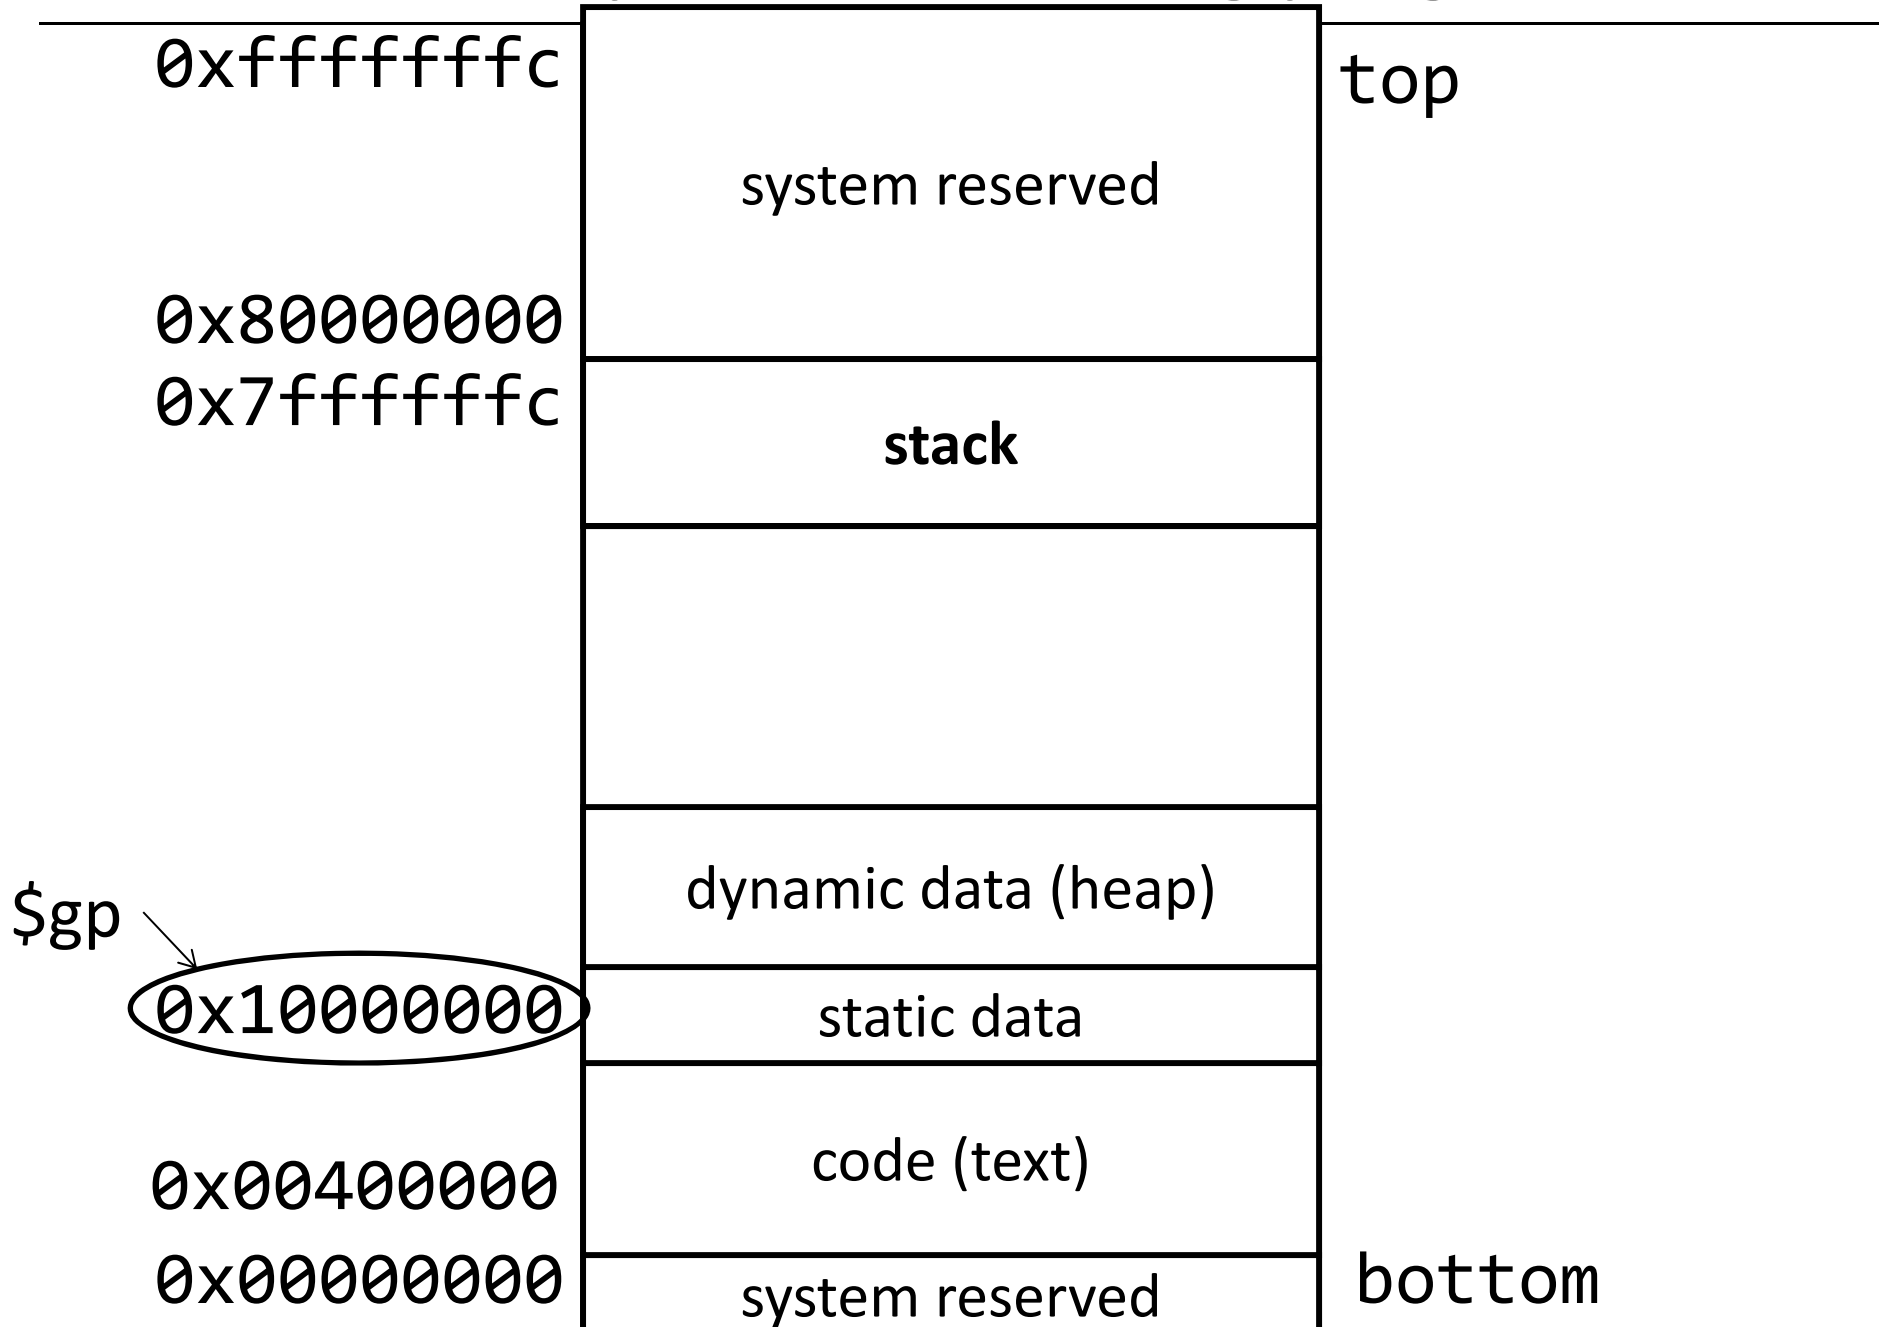 0xfffffffc
top
system reserved
0x80000000
0x7ffffffc
stack
dynamic data (heap)
$gp
0x10000000
static data
code (text)
0x00400000
0x00000000
bottom
system reserved